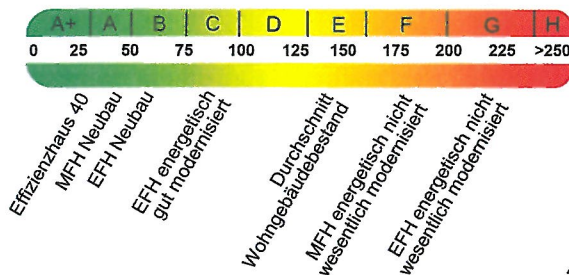 A+ A B C D E F G H
0 25 50 75 100 125 150 175 200 225 >250
Effizienzhaus 40
MFH Neubau
EFH Neubau
EFH energetisch
gut modernisiert
Durchschnitt
Wohngebäudebestand
MFH energetisch nicht
wesentlich modernisiert
EFH energetisch nicht
wesentlich modernisiert